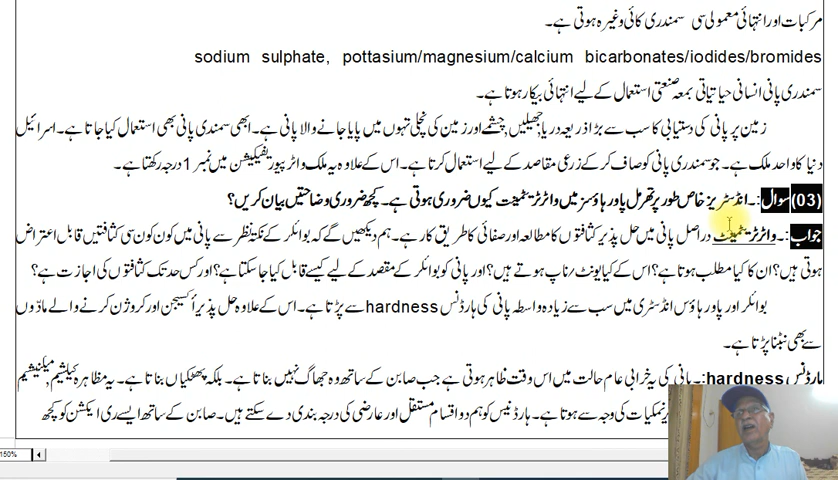 مرکبات اور انتہائی معمولی سی سمندری کائی وغیرہ ہوتی ہے۔
sodium sulphate, pottasium/magnesium/calcium bicarbonates/iodides/bromides
سمندری پانی انسانی حیاتیاتی بمعہ صنعتی استعمال کے لیے انتہائی بیکار ہوتا ہے۔
زمین پر پانی کی دستیابی کا سب سے بڑا ذریعہ دریا، جھیلیں، چشمے اور زمین کی نچلی تہوں میں پایا جانے والا پانی ہے۔ ابھی سمندی پانی بھی استعمال کیا جاتا ہے۔ اسرائیل
دنیا کا واحد ملک ہے۔ جو سمندری پانی کو صاف کر کے زرعی مقاصد کے لیے استعمال کرتا ہے۔ اس کے علاوہ یہ ملک واٹر پیوریفیکیشن میں نمبر 1 درجہ رکھتا ہے۔
سوال (03):۔ انڈسٹریز خاص طور پر تھرمل پاور ہاؤسز میں واٹر ٹریٹمینٹ کیوں ضروری ہوتی ہے۔ کچھ ضروری وضاحتیں بیان کریں؟
جواب:۔ واٹر ٹریٹمینٹ دراصل پانی میں حل پذیر کثافتوں کا مطالعہ اور صفائی کا طریق کار ہے۔ ہم دیکھیں گے کہ بوائلر کے نکتہ نظر سے پانی میں کون کون سی کثافتیں قابل اعتراض
ہوتی ہیں؟ ان کا کیا مطلب ہوتا ہے؟ اس کے کیا یونٹ رناپ ہوتے ہیں؟ اور پانی کو بوائلر کے مقصد کے لیے کیسے قابل کیا جا سکتا ہے؟ اور کس حد تک کثافتوں کی اجازت ہے؟
بوائلر اور پاور ہاؤس انڈسٹری میں سب سے زیادہ واسطہ پانی کی ہارڈنس hardness سے پڑتا ہے۔ اس کے علاوہ حل پذیر آکسیجن اور کروژن کرنے والے مادّوں
سے بھی نبٹنا پڑتا ہے۔
ہارڈنس hardness:۔ پانی کی یہ خرابی عام حالت میں اس وقت ظاہر ہوتی ہے جب صابن کے ساتھ وہ جھاگ نہیں بناتا ہے۔ بلکہ پھٹکیاں بناتا ہے۔ یہ مظاہرہ کیلشیم، میگنیشیم
نمکیات کی وجہ سے ہوتا ہے۔ ہارڈنیس کو ہم دو اقسام مستقل اور عارضی کی درجہ بندی دے سکتے ہیں۔ صابن کے ساتھ ایسے ری ایکشن کو کچھ
150%